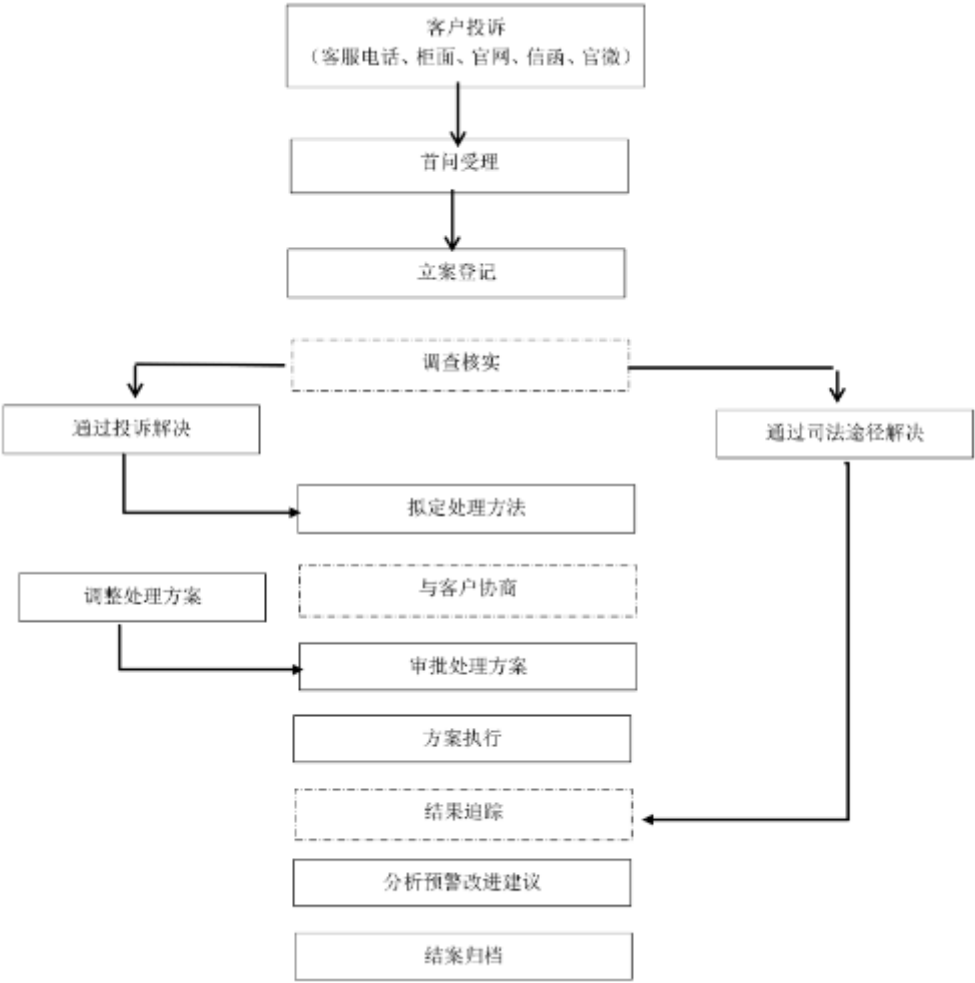 客户投诉
（客服电话、柜面、官网、信函、官微）
首问受理
立案登记
调查核实
通过投诉解决
通过司法途径解决
拟定处理方法
与客户协商
调整处理方案
审批处理方案
方案执行
结果追踪
分析预警改进建议
结案归档